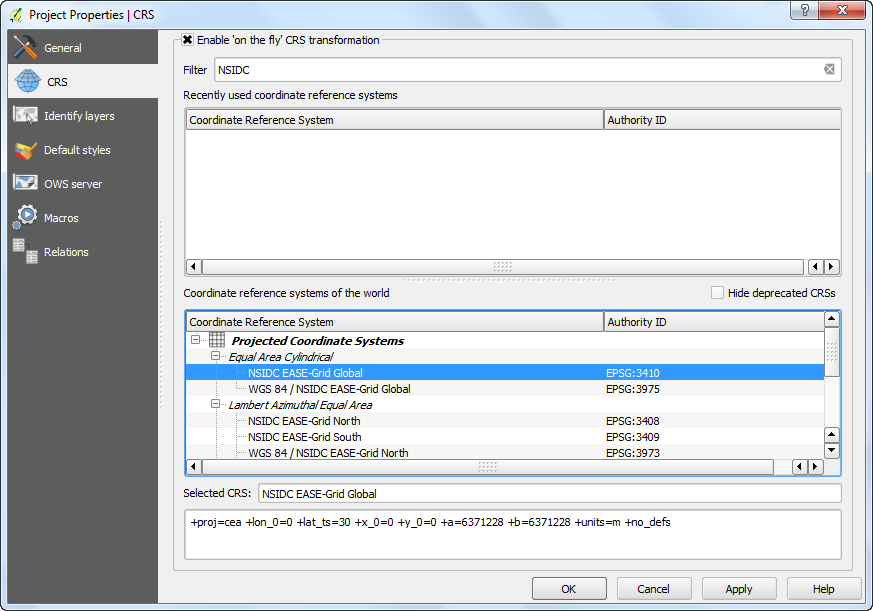 Project Properties | CRS
General
CRS
Identify layers
Default styles
OWS server
Macros
Relations
Enable 'on the fly' CRS transformation
Filter NSIDC
Recently used coordinate reference systems
Coordinate Reference System Authority ID
Coordinate reference systems of the world Hide deprecated CRSs
Coordinate Reference System Authority ID
Projected Coordinate Systems
Equal Area Cylindrical
NSIDC EASE-Grid Global EPSG:3410
WGS 84 / NSIDC EASE-Grid Global EPSG:3975
Lambert Azimuthal Equal Area
NSIDC EASE-Grid North EPSG:3408
NSIDC EASE-Grid South EPSG:3409
WGS 84 / NSIDC EASE-Grid North EPSG:3973
Selected CRS: NSIDC EASE-Grid Global
+proj=cea +lon_0=0 +lat_ts=30 +x_0=0 +y_0=0 +a=6371228 +b=6371228 +units=m +no_defs
OK Cancel Apply Help